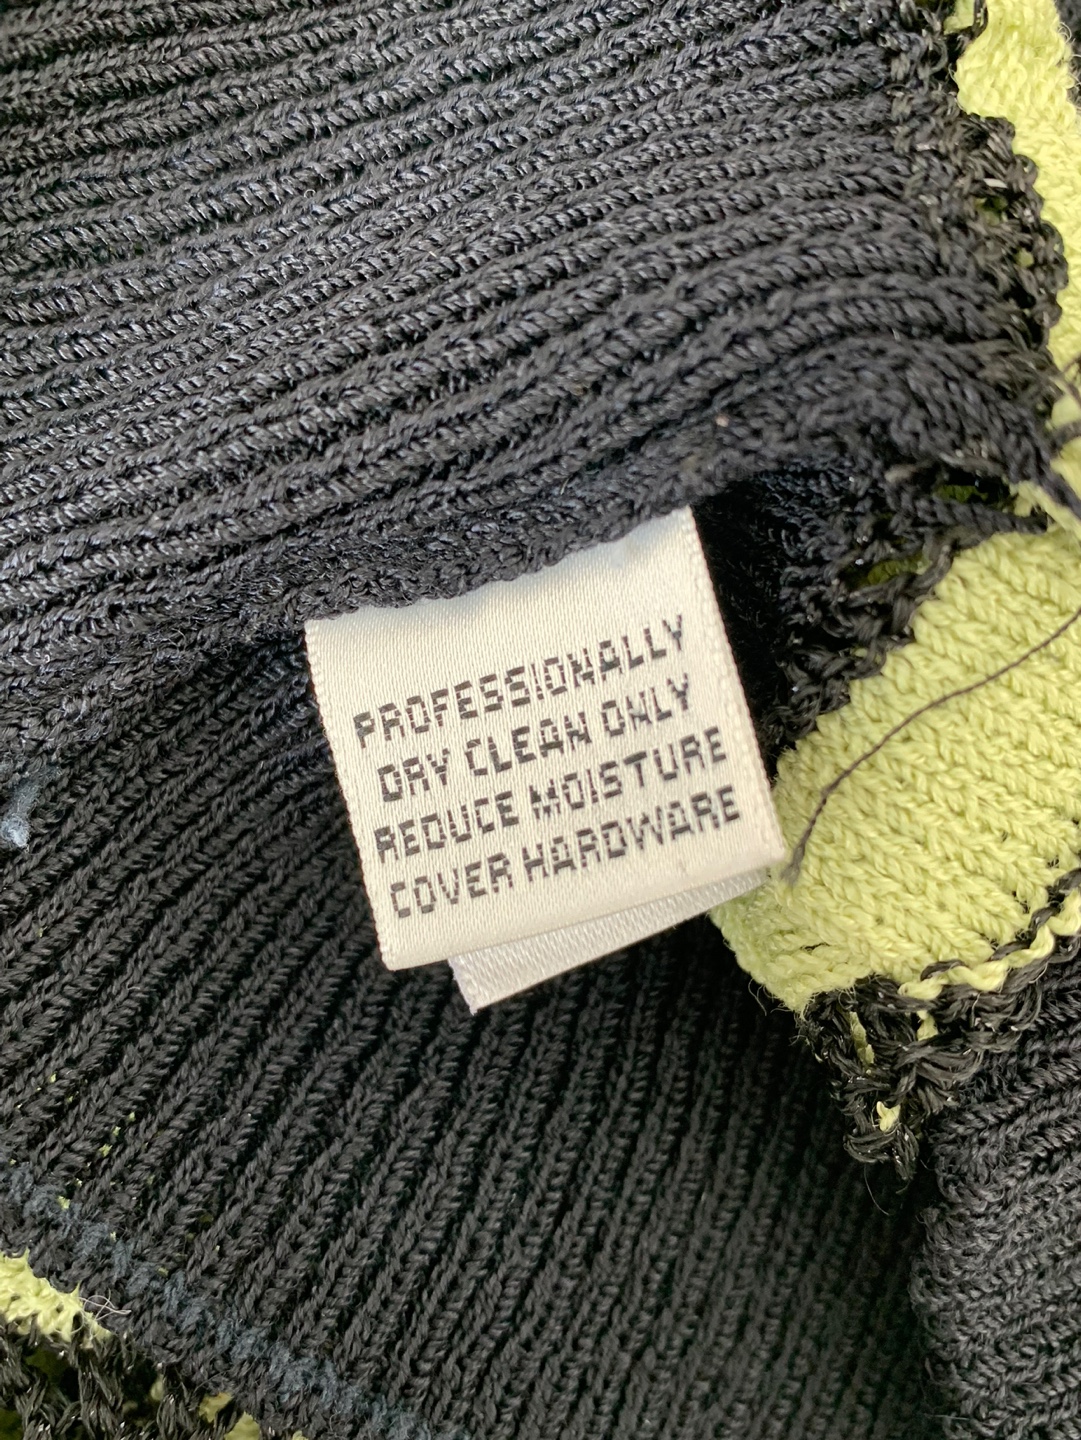 PROFESSIONALLY
DRY CLEAN ONLY
REDUCE MOISTURE
COVER HARDWARE